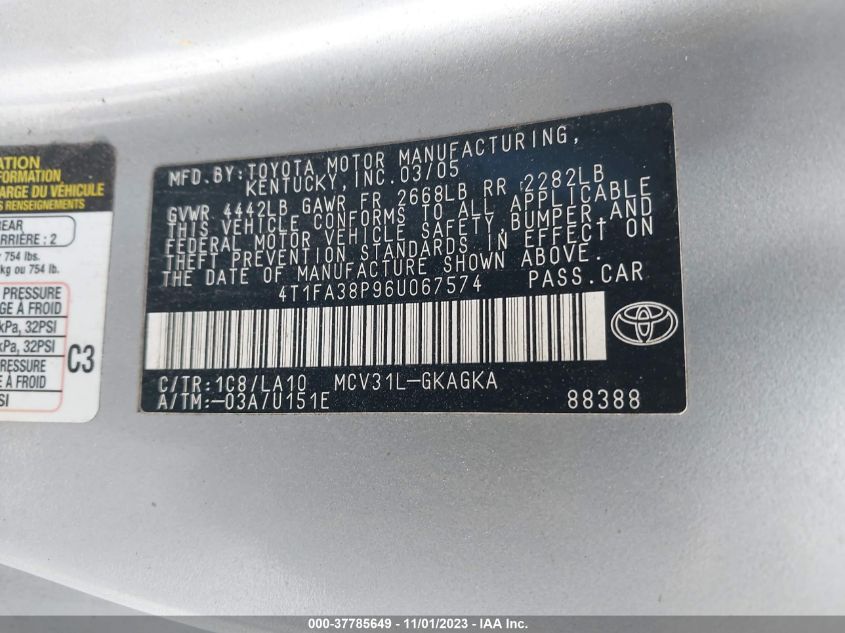 ATION
ARGE DU VÉHICULE
S RENSEIGNEMENTS
REAR
ARRIÈRE : 2
754 lbs.
kg ou 754 lb.
PRESSURE
GE À FROID
kPa, 32PSI
kPa, 32PSI
PRESSURE
À FROID
SI
C3
MFD.BY:TOYOTA MOTOR MANUFACTURING,
KENTUCKY,INC.03/05
GVWR 4442LB GAWR FR 2668LB RR 2282LB
THIS VEHICLE CONFORMS TO ALL APPLICABLE
FEDERAL MOTOR VEHICLE SAFETY,BUMPER,AND
THEFT PREVENTION STANDARDS IN EFFECT ON
THE DATE OF MANUFACTURE SHOWN ABOVE.
4T1FA38P96U067574 PASS.CAR
C/TR:1C8/LA10 MCV31L-GKAGKA
A/TM:-03A/U151E 88388
000-37785649 - 11/01/2023 - IAA Inc.